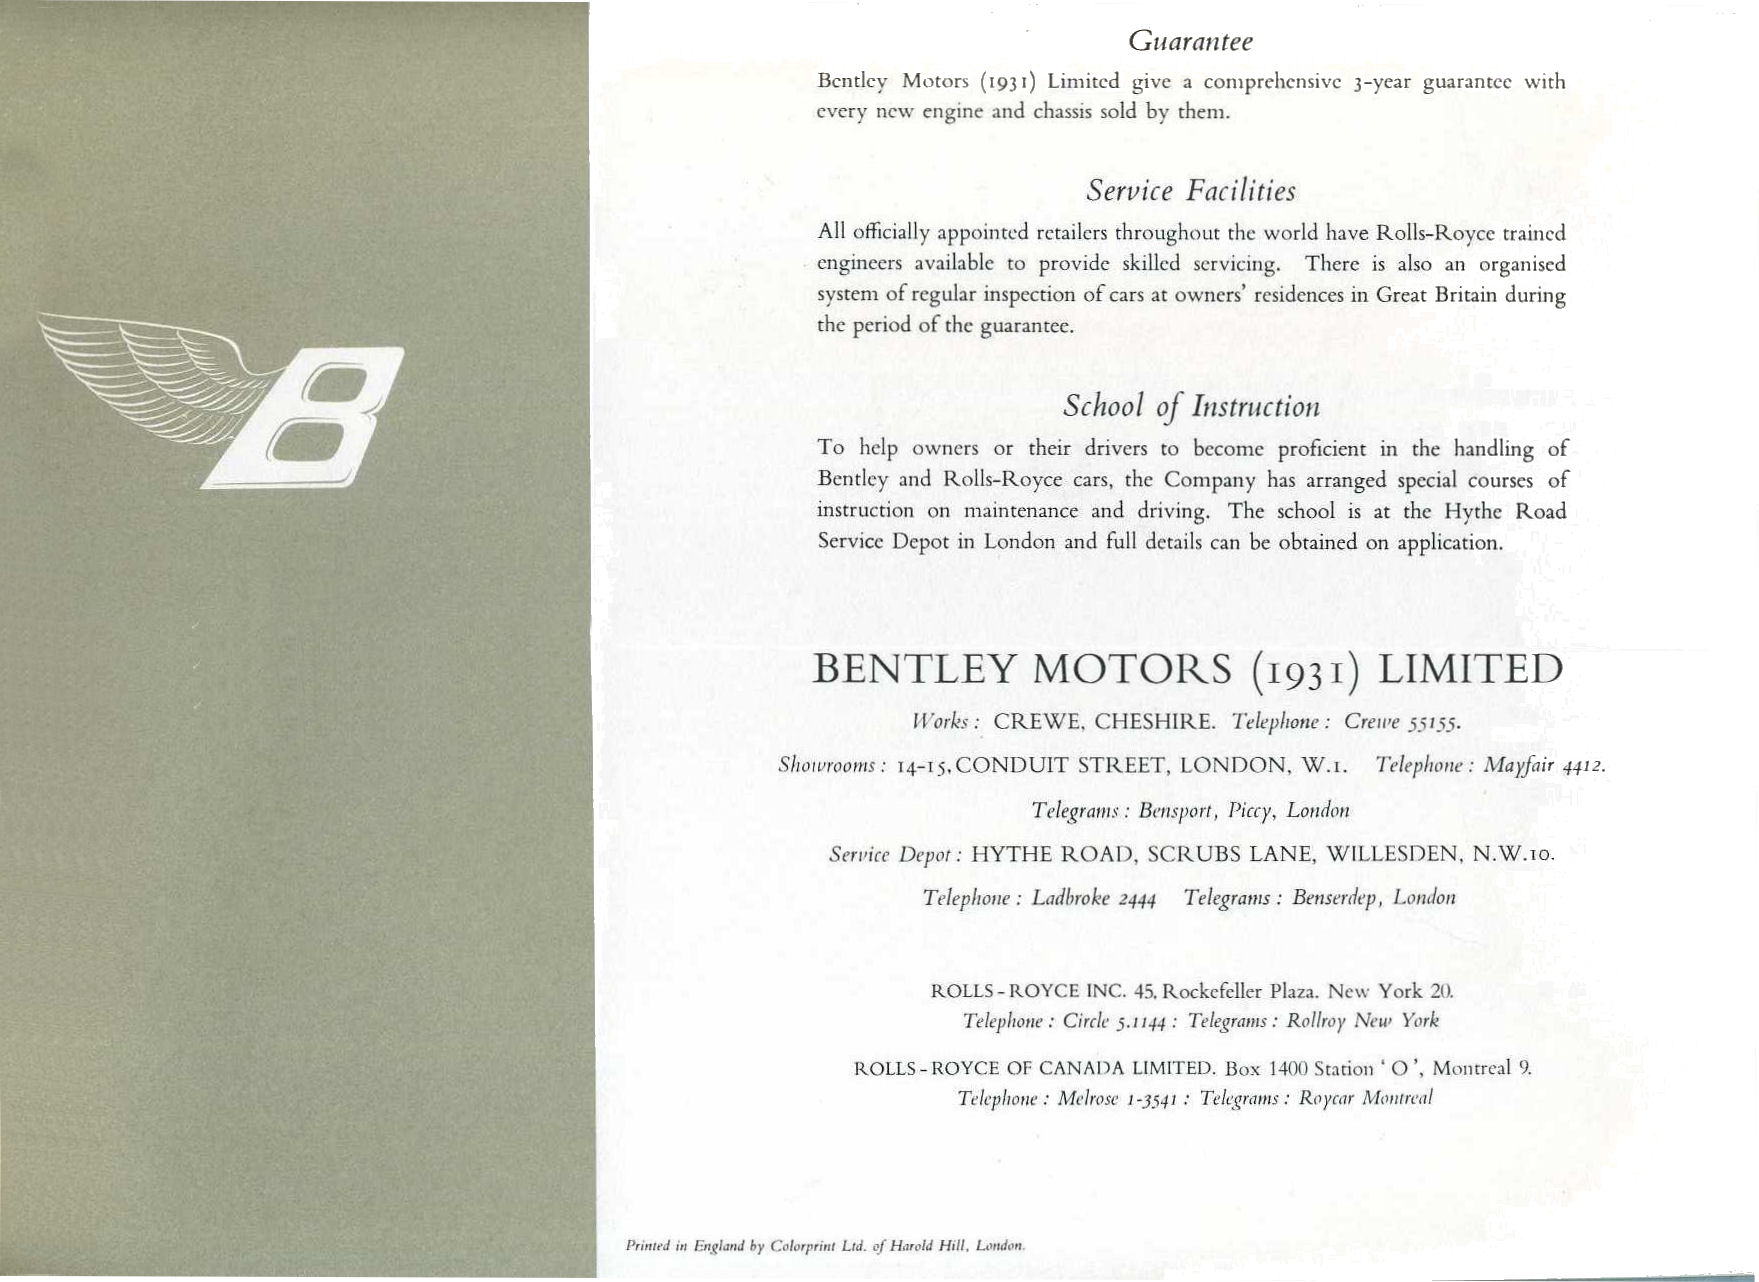 Guarantee
Bentley Motors (1931) Limited give a comprehensive 3-year guarantee with
every new engine and chassis sold by them.
Service Facilities
All officially appointed retailers throughout the world have Rolls-Royce trained
engineers available to provide skilled servicing. There is also an organised
system of regular inspection of cars at owners' residences in Great Britain during
the period of the guarantee.
School of Instruction
To help owners or their drivers to become proficient in the handling of
Bentley and Rolls-Royce cars, the Company has arranged special courses of
instruction on maintenance and driving. The school is at the Hythe Road
Service Depot in London and full details can be obtained on application.
B
BENTLEY MOTORS (1931) LIMITED
Works: CREWE, CHESHIRE. Telephone: Crewe 55155.
Showrooms: 14-15, CONDUIT STREET, LONDON, W.1. Telephone: Mayfair 4412.
Telegrams: Bensport, Piccy, London
Service Depot: HYTHE ROAD, SCRUBS LANE, WILLESDEN, N.W.10.
Telephone: Ladbroke 2444 Telegrams: Benserdep, London
ROLLS-ROYCE INC. 45, Rockefeller Plaza. New York 20.
Telephone: Circle 5.1144: Telegrams: Rollroy New York
ROLLS-ROYCE OF CANADA LIMITED. Box 1400 Station 'O', Montreal 9.
Telephone: Melrose 1-3541: Telegrams: Roycar Montreal
Printed in England by Colorprint Ltd. of Harold Hill, London.